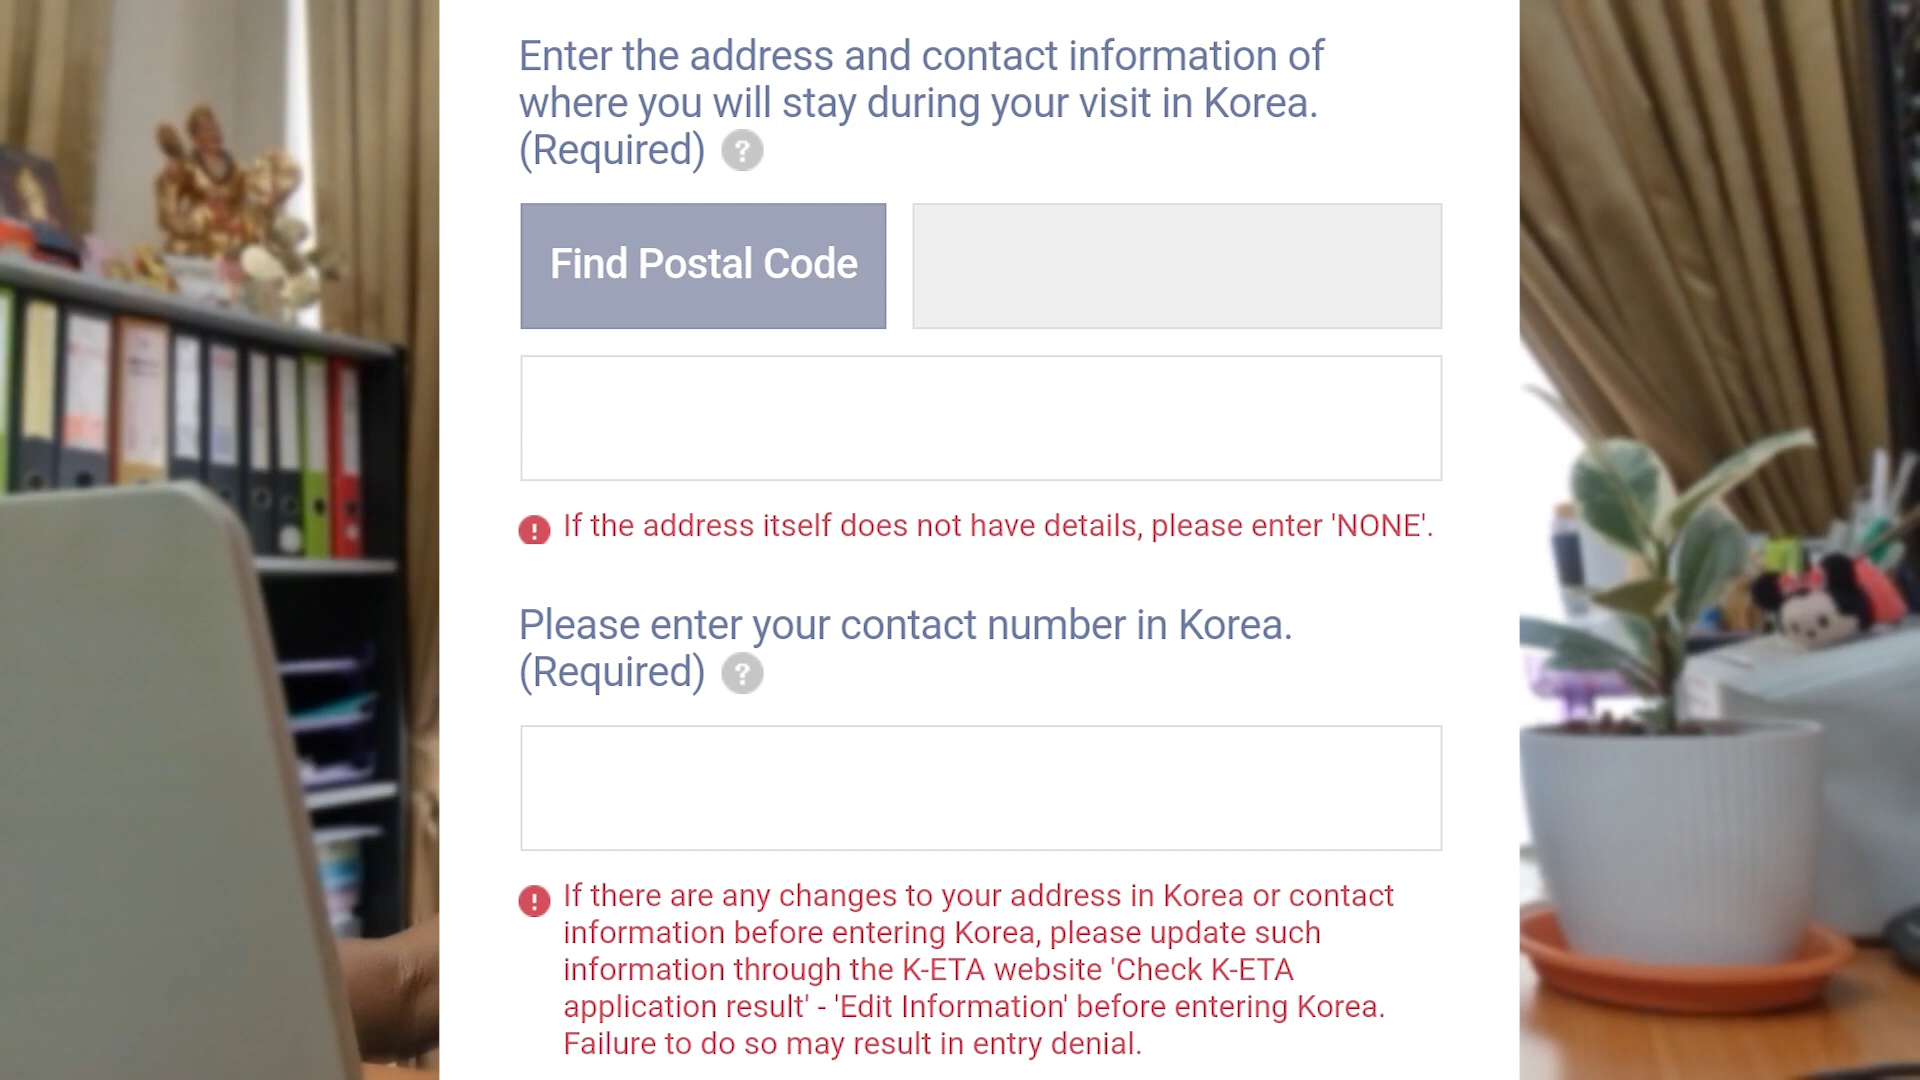 Enter the address and contact information of
where you will stay during your visit in Korea.
(Required) ?
Find Postal Code
! If the address itself does not have details, please enter 'NONE'.
Please enter your contact number in Korea.
(Required) ?
! If there are any changes to your address in Korea or contact
information before entering Korea, please update such
information through the K-ETA website 'Check K-ETA
application result' - 'Edit Information' before entering Korea.
Failure to do so may result in entry denial.